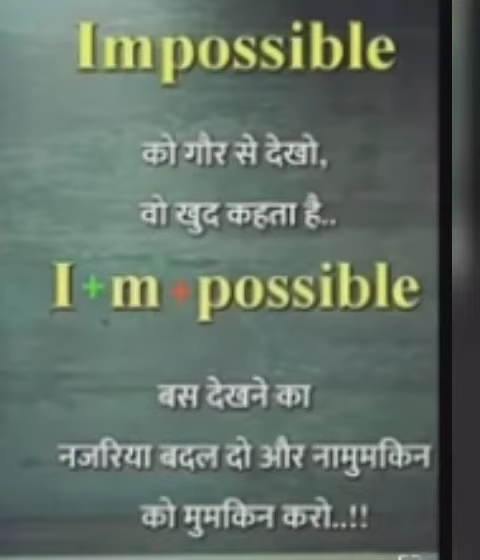 Impossible
को गौर से देखो,
वो खुद कहता है..
I+m+possible
बस देखने का
नजरिया बदल दो और नामुमकिन
को मुमकिन करो..!!